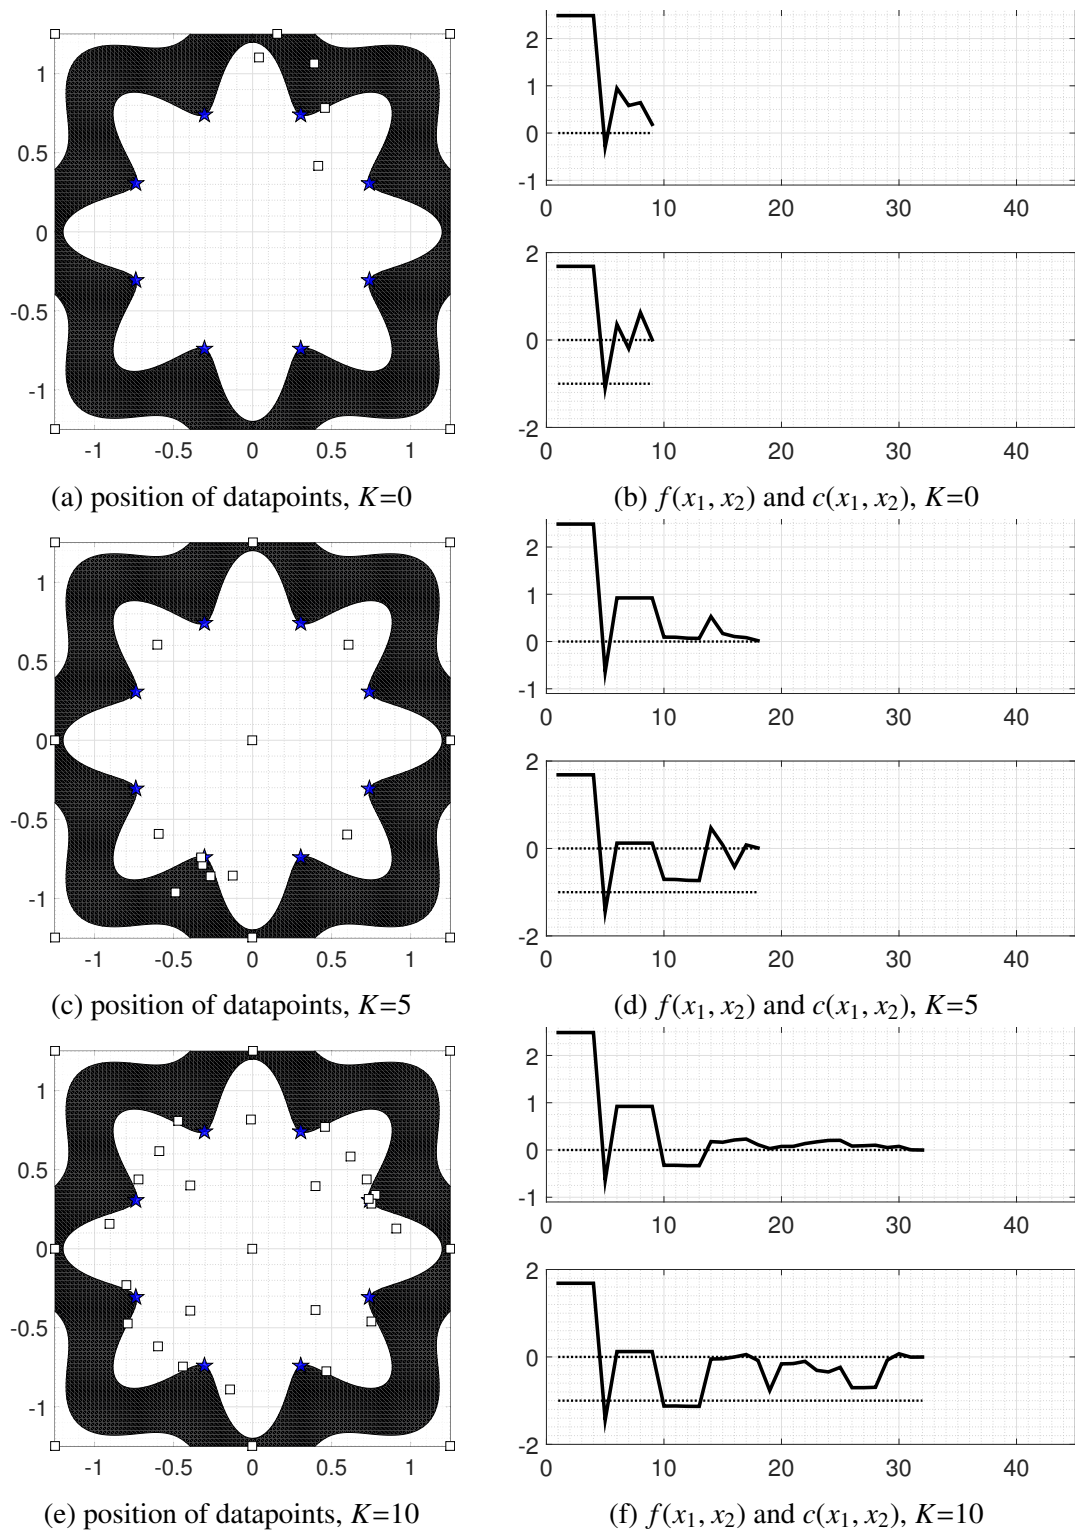 1
0.5
0
-0.5
-1
-1 -0.5 0 0.5 1
2
1
0
-1
0 10 20 30 40
2
0
-2
0 10 20 30 40
(a) position of datapoints, K=0
(b) f(x₁, x₂) and c(x₁, x₂), K=0
1
0.5
0
-0.5
-1
-1 -0.5 0 0.5 1
2
1
0
-1
0 10 20 30 40
2
0
-2
0 10 20 30 40
(c) position of datapoints, K=5
(d) f(x₁, x₂) and c(x₁, x₂), K=5
1
0.5
0
-0.5
-1
-1 -0.5 0 0.5 1
2
1
0
-1
0 10 20 30 40
2
0
-2
0 10 20 30 40
(e) position of datapoints, K=10
(f) f(x₁, x₂) and c(x₁, x₂), K=10